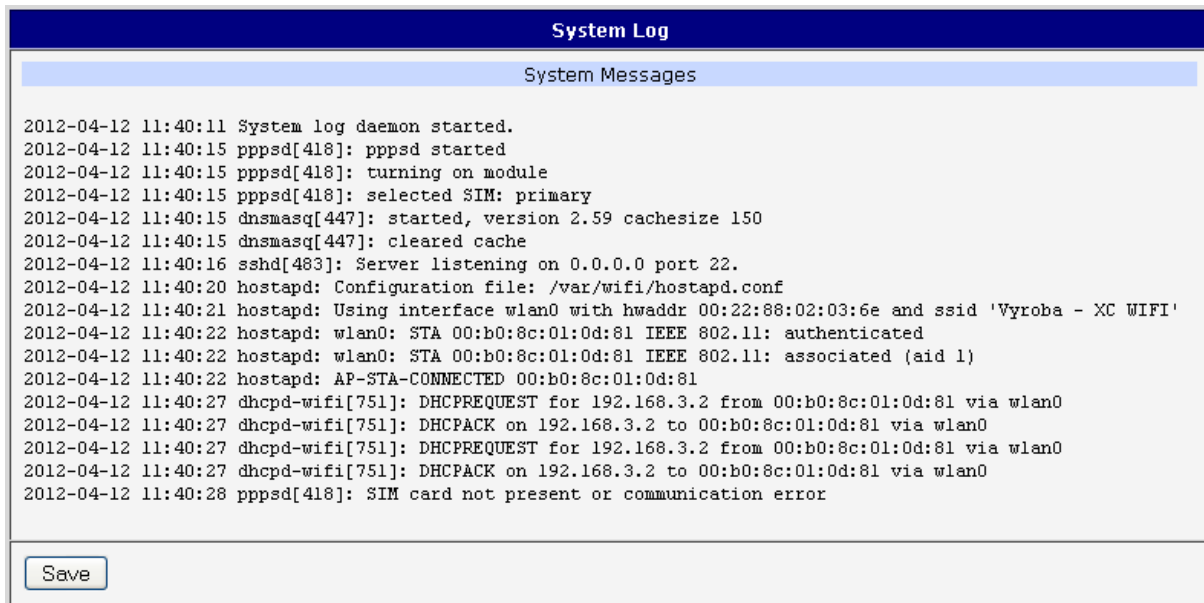 System Log
System Messages
2012-04-12 11:40:11 System log daemon started.
2012-04-12 11:40:15 pppsd[418]: pppsd started
2012-04-12 11:40:15 pppsd[418]: turning on module
2012-04-12 11:40:15 pppsd[418]: selected SIM: primary
2012-04-12 11:40:15 dnsmasq[447]: started, version 2.59 cachesize 150
2012-04-12 11:40:15 dnsmasq[447]: cleared cache
2012-04-12 11:40:16 sshd[483]: Server listening on 0.0.0.0 port 22.
2012-04-12 11:40:20 hostapd: Configuration file: /var/wifi/hostapd.conf
2012-04-12 11:40:21 hostapd: Using interface wlan0 with hwaddr 00:22:88:02:03:6e and ssid 'Vyroba - XC WIFI'
2012-04-12 11:40:22 hostapd: wlan0: STA 00:b0:8c:01:0d:81 IEEE 802.11: authenticated
2012-04-12 11:40:22 hostapd: wlan0: STA 00:b0:8c:01:0d:81 IEEE 802.11: associated (aid 1)
2012-04-12 11:40:22 hostapd: AP-STA-CONNECTED 00:b0:8c:01:0d:81
2012-04-12 11:40:27 dhcpd-wifi[751]: DHCPREQUEST for 192.168.3.2 from 00:b0:8c:01:0d:81 via wlan0
2012-04-12 11:40:27 dhcpd-wifi[751]: DHCPACK on 192.168.3.2 to 00:b0:8c:01:0d:81 via wlan0
2012-04-12 11:40:27 dhcpd-wifi[751]: DHCPREQUEST for 192.168.3.2 from 00:b0:8c:01:0d:81 via wlan0
2012-04-12 11:40:27 dhcpd-wifi[751]: DHCPACK on 192.168.3.2 to 00:b0:8c:01:0d:81 via wlan0
2012-04-12 11:40:28 pppsd[418]: SIM card not present or communication error
Save